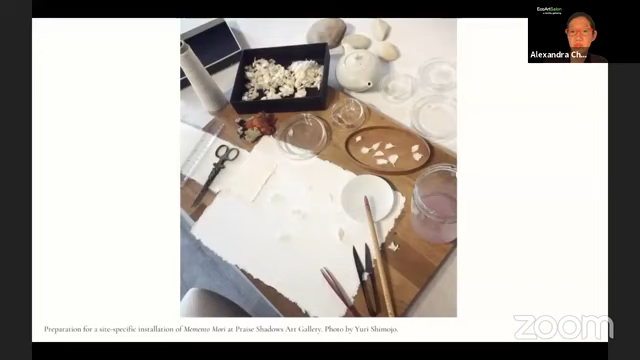 EcoArtSalon
Alexandra Ch...
Preparation for a site-specific installation of Memento Mori at Praise Shadows Art Gallery. Photo by Yuri Shimojo.
zoom